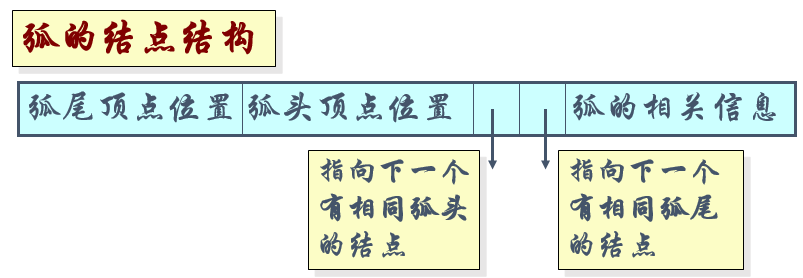 弧的结点结构
弧尾顶点位置 弧头顶点位置 弧的相关信息
指向下一个
有相同弧头
的结点
指向下一个
有相同弧尾
的结点